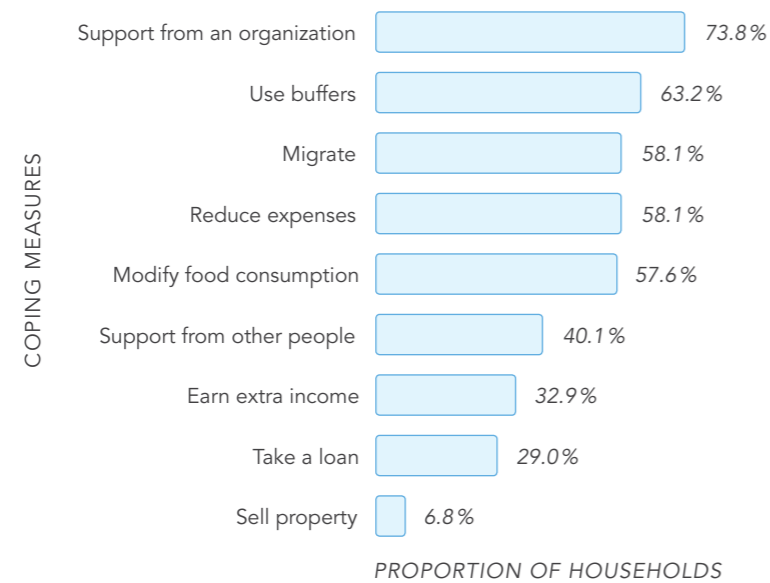 COPING MEASURES
Support from an organization 73.8%
Use buffers 63.2%
Migrate 58.1%
Reduce expenses 58.1%
Modify food consumption 57.6%
Support from other people 40.1%
Earn extra income 32.9%
Take a loan 29.0%
Sell property 6.8%
PROPORTION OF HOUSEHOLDS